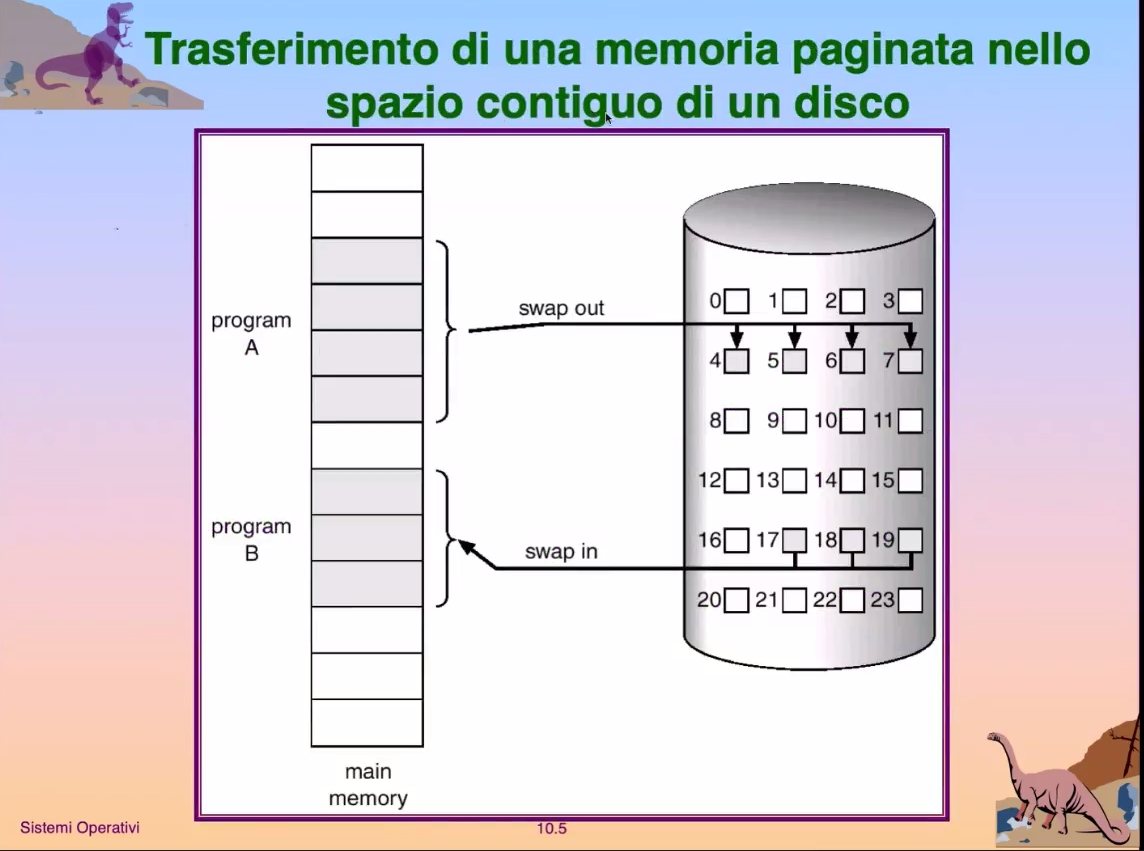 Trasferimento di una memoria paginata nello
spazio contiguo di un disco
program
A
swap out
0 1 2 3
4 5 6 7
8 9 10 11
12 13 14 15
program
B
swap in
16 17 18 19
20 21 22 23
main
memory
Sistemi Operativi
10.5